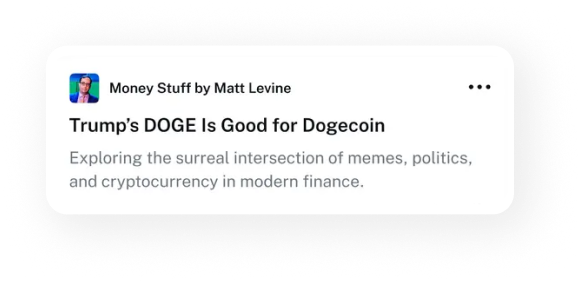 Money Stuff by Matt Levine
Trump’s DOGE Is Good for Dogecoin
Exploring the surreal intersection of memes, politics,
and cryptocurrency in modern finance.